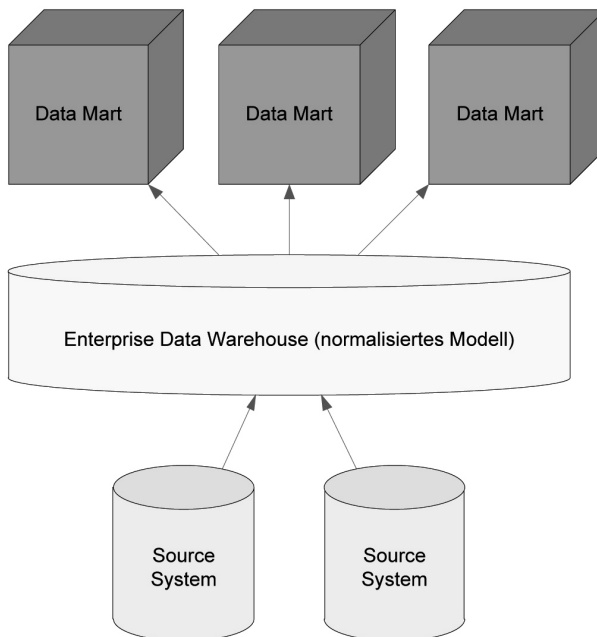 Data Mart
Data Mart
Data Mart
Enterprise Data Warehouse (normalisiertes Modell)
Source
System
Source
System